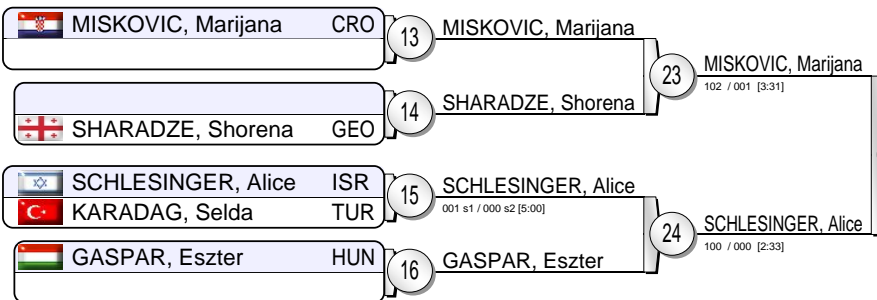 MISKOVIC, Marijana CRO
13
MISKOVIC, Marijana
23
MISKOVIC, Marijana
102 / 001 [3:31]
14
SHARADZE, Shorena
SHARADZE, Shorena GEO
SCHLESINGER, Alice ISR
KARADAG, Selda TUR
15
SCHLESINGER, Alice
001 s1 / 000 s2 [5:00]
24
SCHLESINGER, Alice
100 / 000 [2:33]
GASPAR, Eszter HUN
16
GASPAR, Eszter